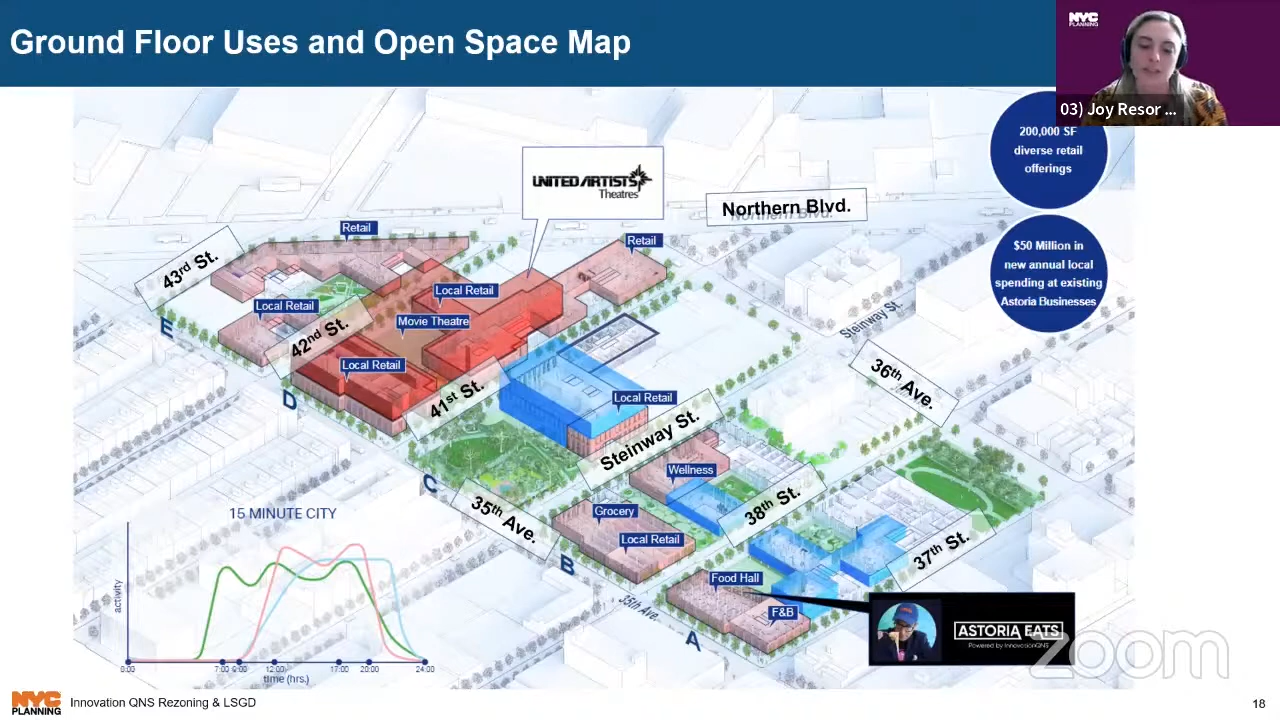 Ground Floor Uses and Open Space Map
NYC
PLANNING
03) Joy Resor ...
200,000 SF
diverse retail
offerings
UNITED ARTISTS
Theatres
Northern Blvd.
Northern Blvd.
$50 Million in
new annual local
spending at existing
Astoria Businesses
Retail
Retail
43rd St.
Local Retail
Local Retail
42nd St.
Movie Theatre
E
Steinway St.
Local Retail
36th Ave.
41st St.
D
Local Retail
Steinway St.
C
Wellness
35th Ave.
38th St.
Grocery
Local Retail
37th St.
B
Food Hall
35th Ave.
F&B
A
15 MINUTE CITY
activity
0:00 7:00 9:00 12:00 17:00 20:00 24:00
time (hrs.)
ASTORIA EATS
Powered by InnovationQNS
zoom
NYC
PLANNING
Innovation QNS Rezoning & LSGD
18